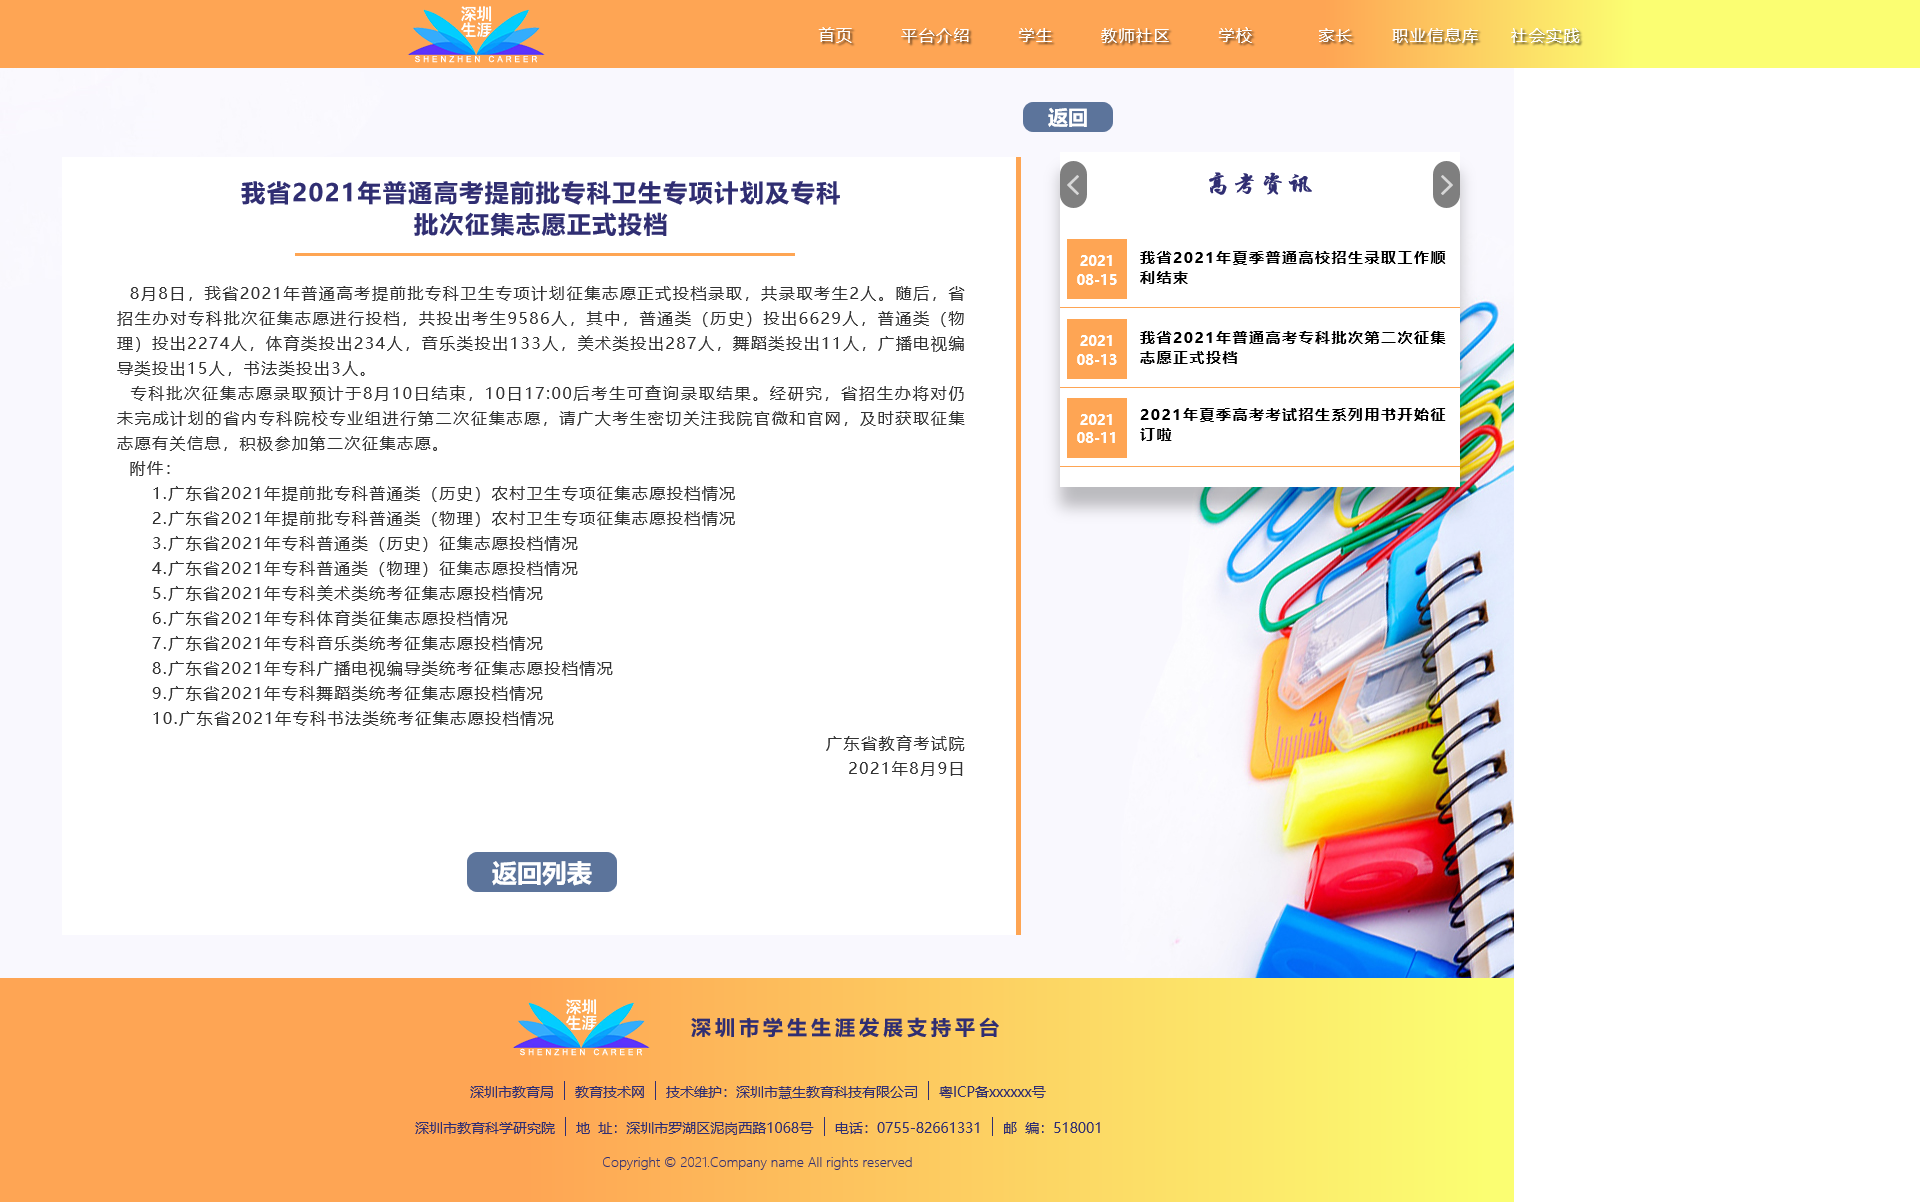 深圳
生涯
SHENZHEN CAREER
首页 平台介绍 学生 教师社区 学校 家长 职业信息库 社会实践
返回
我省2021年普通高考提前批专科卫生专项计划及专科
批次征集志愿正式投档
8月8日，我省2021年普通高考提前批专科卫生专项计划征集志愿正式投档录取，共录取考生2人。随后，省
招生办对专科批次征集志愿进行投档，共投出考生9586人，其中，普通类（历史）投出6629人，普通类（物
理）投出2274人，体育类投出234人，音乐类投出133人，美术类投出287人，舞蹈类投出11人，广播电视编
导类投出15人，书法类投出3人。
专科批次征集志愿录取预计于8月10日结束，10日17:00后考生可查询录取结果。经研究，省招生办将对仍
未完成计划的省内专科院校专业组进行第二次征集志愿，请广大考生密切关注我院官微和官网，及时获取征集
志愿有关信息，积极参加第二次征集志愿。
附件：
1.广东省2021年提前批专科普通类（历史）农村卫生专项征集志愿投档情况
2.广东省2021年提前批专科普通类（物理）农村卫生专项征集志愿投档情况
3.广东省2021年专科普通类（历史）征集志愿投档情况
4.广东省2021年专科普通类（物理）征集志愿投档情况
5.广东省2021年专科美术类统考征集志愿投档情况
6.广东省2021年专科体育类征集志愿投档情况
7.广东省2021年专科音乐类统考征集志愿投档情况
8.广东省2021年专科广播电视编导类统考征集志愿投档情况
9.广东省2021年专科舞蹈类统考征集志愿投档情况
10.广东省2021年专科书法类统考征集志愿投档情况
广东省教育考试院
2021年8月9日
返回列表
高考资讯
2021
08-15
我省2021年夏季普通高校招生录取工作顺
利结束
2021
08-13
我省2021年普通高考专科批次第二次征集
志愿正式投档
2021
08-11
2021年夏季高考考试招生系列用书开始征
订啦
17
深圳
生涯
SHENZHEN CAREER
深圳市学生生涯发展支持平台
深圳市教育局 教育技术网 技术维护：深圳市慧生教育科技有限公司 粤ICP备xxxxxx号
深圳市教育科学研究院 地 址：深圳市罗湖区泥岗西路1068号 电话：0755-82661331 邮 编：518001
Copyright © 2021.Company name All rights reserved